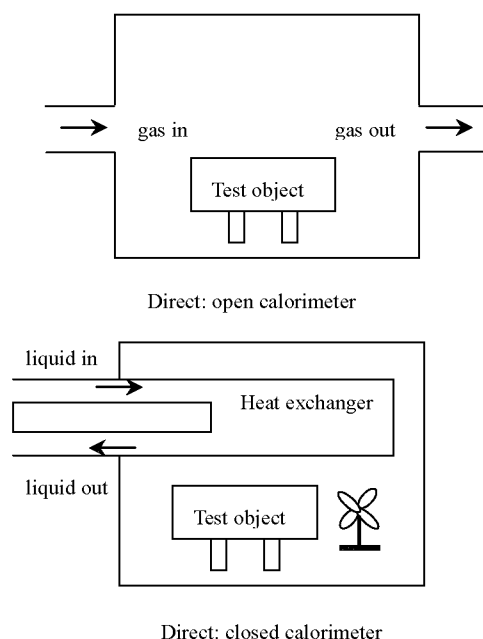 gas in
gas out
Test object
Direct: open calorimeter
liquid in
Heat exchanger
liquid out
Test object
Direct: closed calorimeter